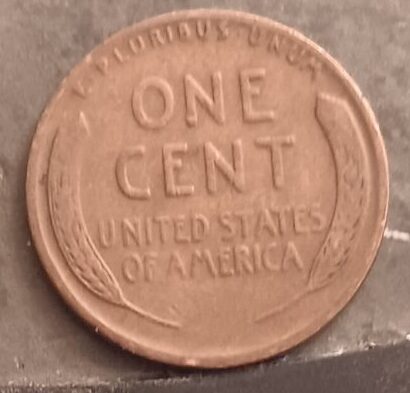 E PLURIBUS UNUM
ONE
CENT
UNITED STATES
OF AMERICA